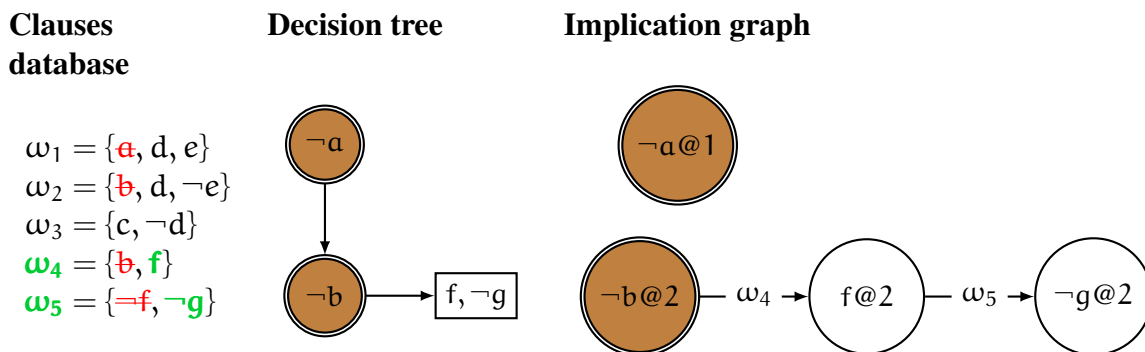 Clauses database
Decision tree
Implication graph
ω₁ = {a, d, e}
ω₂ = {b, d, ¬e}
ω₃ = {c, ¬d}
ω₄ = {b, f}
ω₅ = {¬f, ¬g}
¬a
¬b
f, ¬g
¬a@1
¬b@2
ω₄
f@2
ω₅
¬g@2